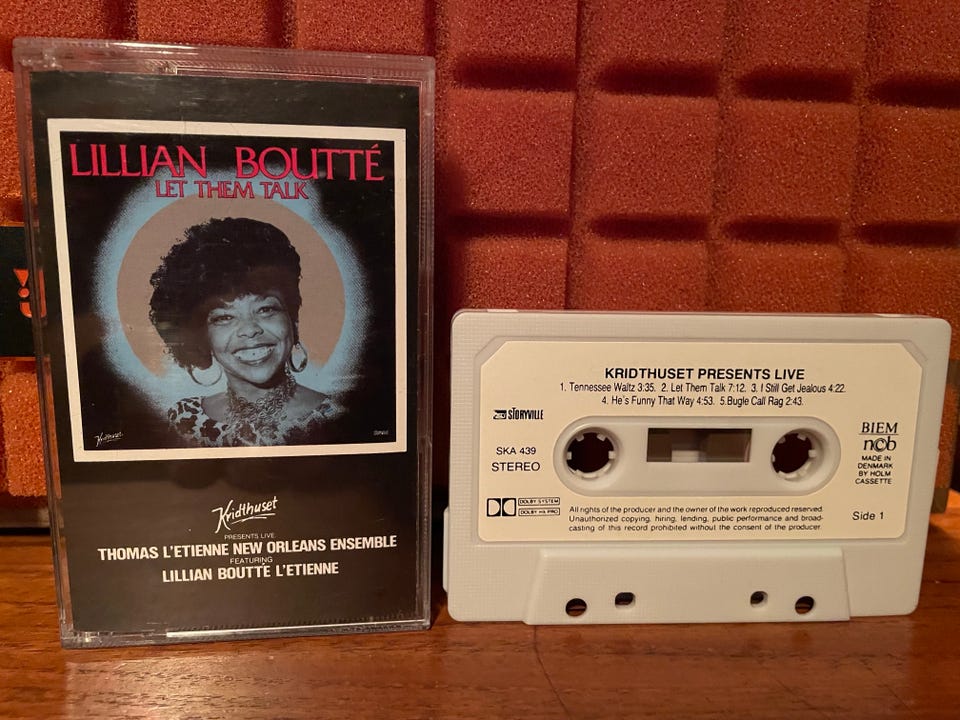 LILLIAN BOUTTÉ
LET THEM TALK
Kridthuset
STORYVILLE
Kridthuset
PRESENTS LIVE
THOMAS L'ETIENNE NEW ORLEANS ENSEMBLE
FEATURING
LILLIAN BOUTTÉ L'ETIENNE
KRIDTHUSET PRESENTS LIVE
1. Tennessee Waltz 3:35. 2. Let Them Talk 7:12. 3. I Still Get Jealous 4:22.
4. He's Funny That Way 4:53. 5.Bugle Call Rag 2:43.
STORYVILLE
SKA 439
STEREO
DOLBY SYSTEM
DOLBY HX PRO
BIEM
ncb
MADE IN
DENMARK
BY HOLM
CASSETTE
All rights of the producer and the owner of the work reproduced reserved.
Unauthorized copying, hiring, lending, public performance and broad-
casting of this record prohibited without the consent of the producer.
Side 1